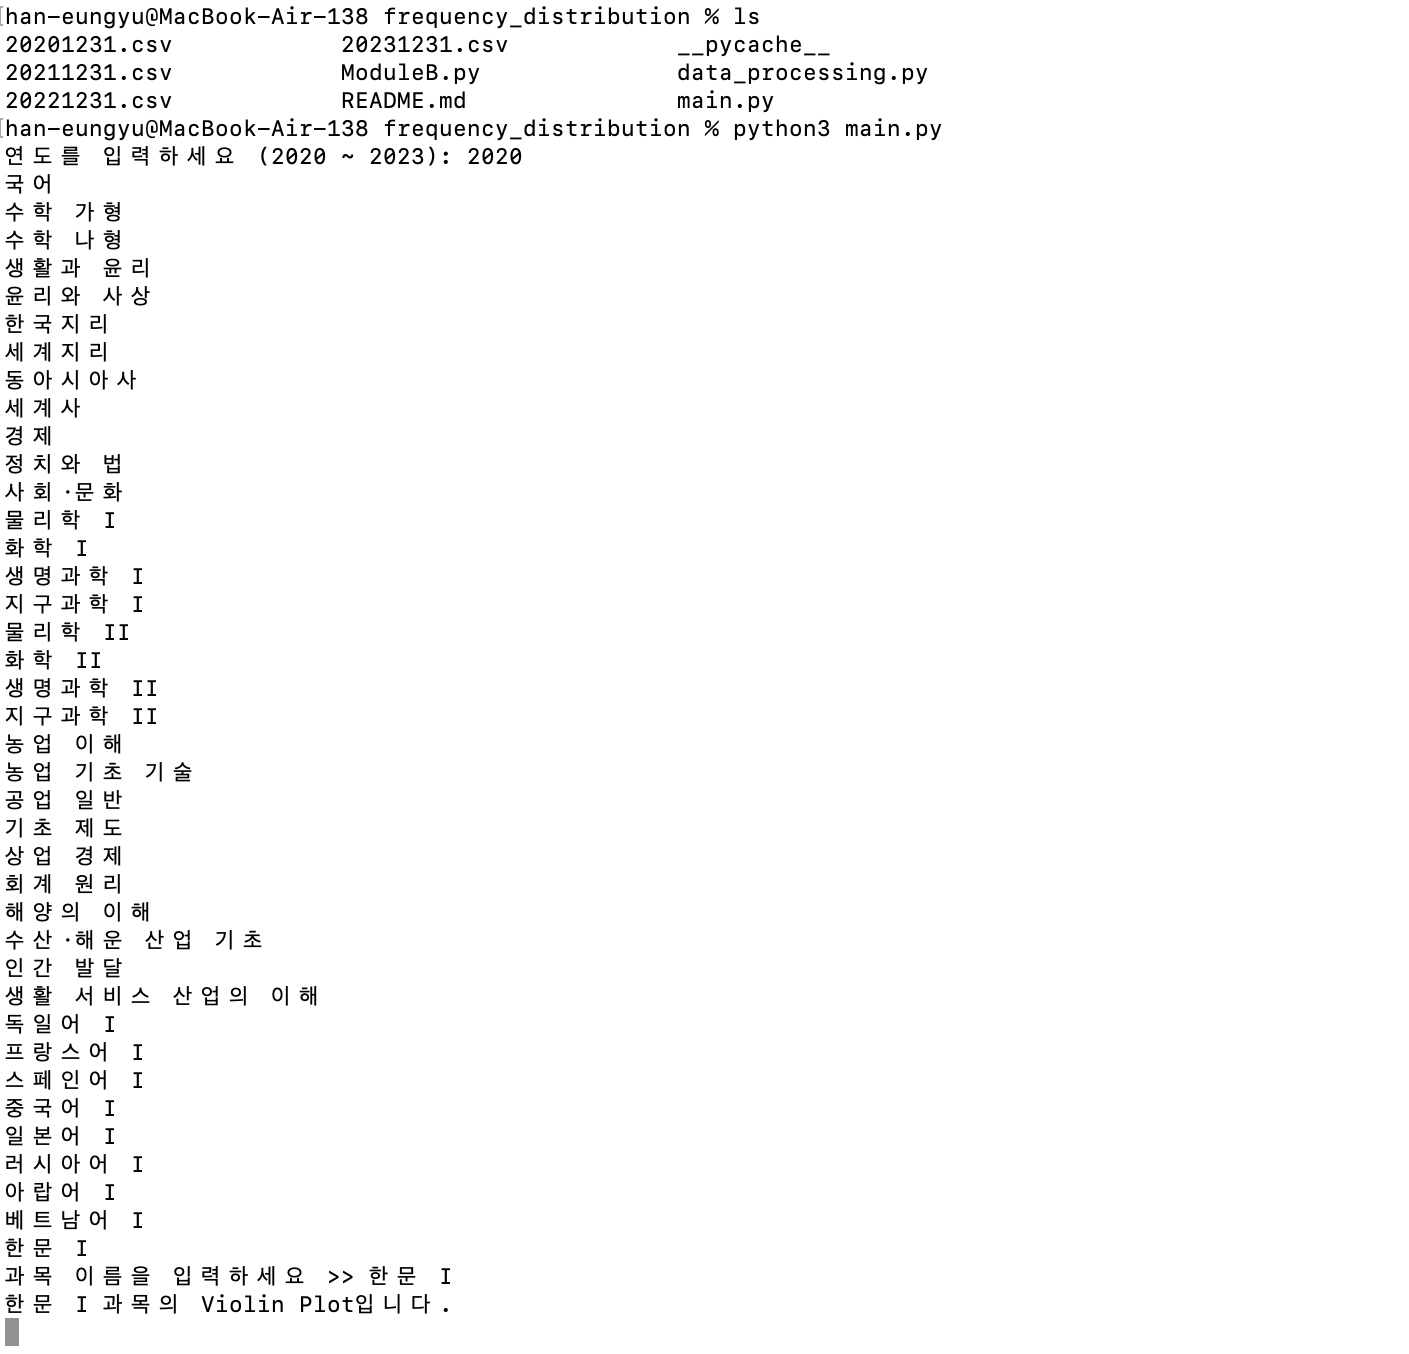 han-eungyu@MacBook-Air-138 frequency_distribution % ls
20201231.csv 20231231.csv __pycache__
20211231.csv ModuleB.py data_processing.py
20221231.csv README.md main.py
han-eungyu@MacBook-Air-138 frequency_distribution % python3 main.py
연도를 입력하세요 (2020 ~ 2023): 2020
국어
수학 가형
수학 나형
생활과 윤리
윤리와 사상
한국지리
세계지리
동아시아사
세계사
경제
정치와 법
사회·문화
물리학 I
화학 I
생명과학 I
지구과학 I
물리학 II
화학 II
생명과학 II
지구과학 II
농업 이해
농업 기초 기술
공업 일반
기초 제도
상업 경제
회계 원리
해양의 이해
수산·해운 산업 기초
인간 발달
생활 서비스 산업의 이해
독일어 I
프랑스어 I
스페인어 I
중국어 I
일본어 I
러시아어 I
아랍어 I
베트남어 I
한문 I
과목 이름을 입력하세요 >> 한문 I
한문 I 과목의 Violin Plot입니다.